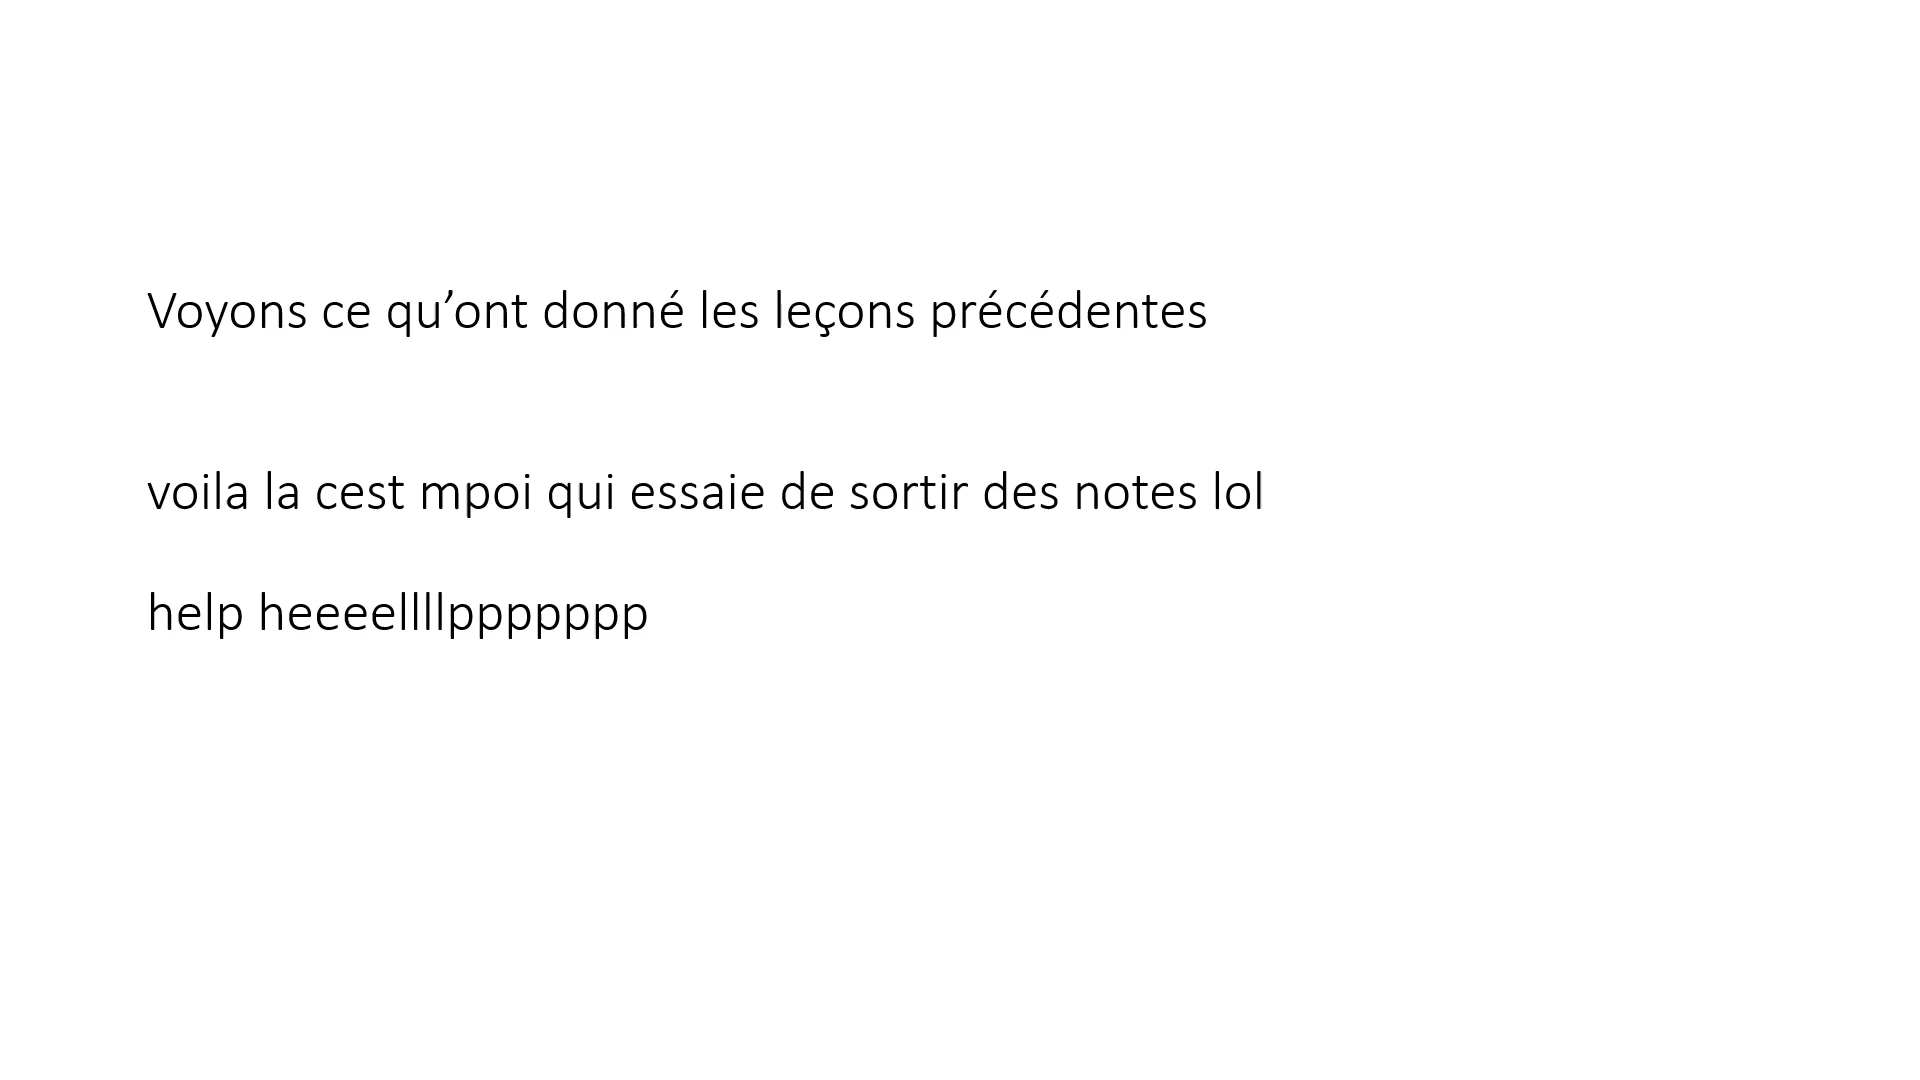 Voyons ce qu’ont donné les leçons précédentes
voila la cest mpoi qui essaie de sortir des notes lol
help heeeellllppppppp